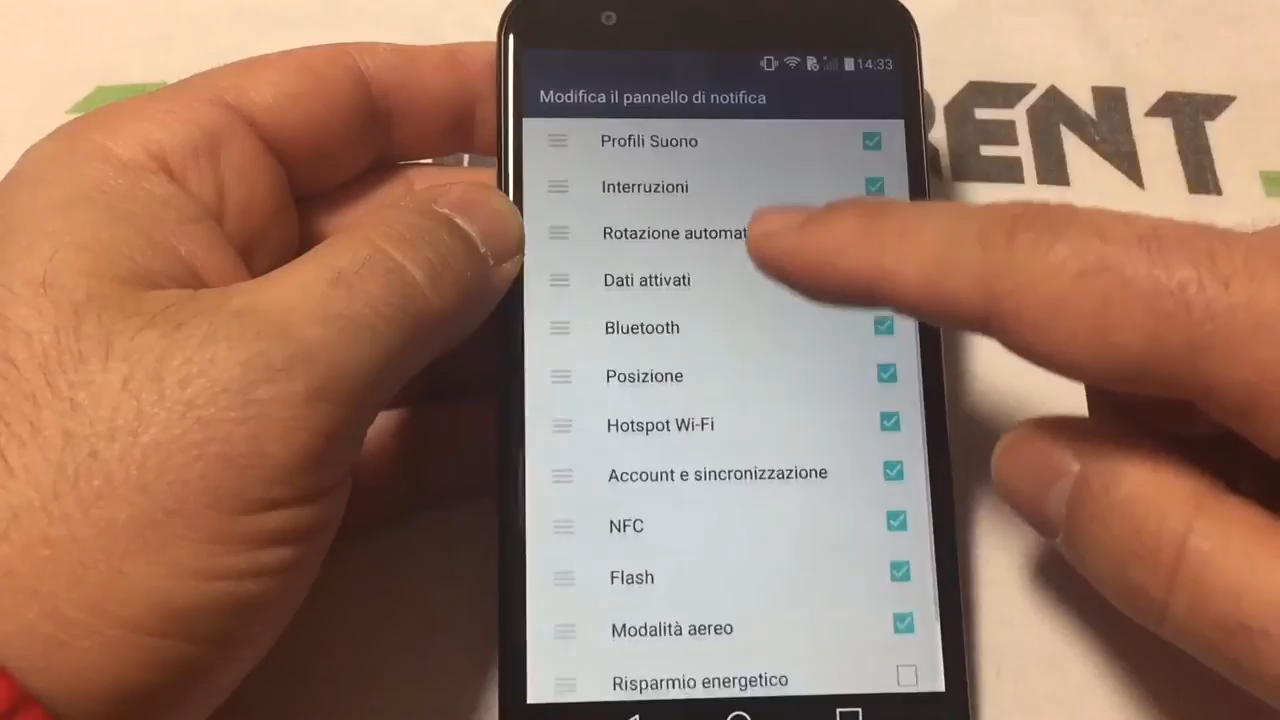 14:33
Modifica il pannello di notifica
Profili Suono
Interruzioni
Rotazione automat
Dati attivati
Bluetooth
Posizione
Hotspot Wi-Fi
Account e sincronizzazione
NFC
Flash
Modalità aereo
Risparmio energetico
RENT